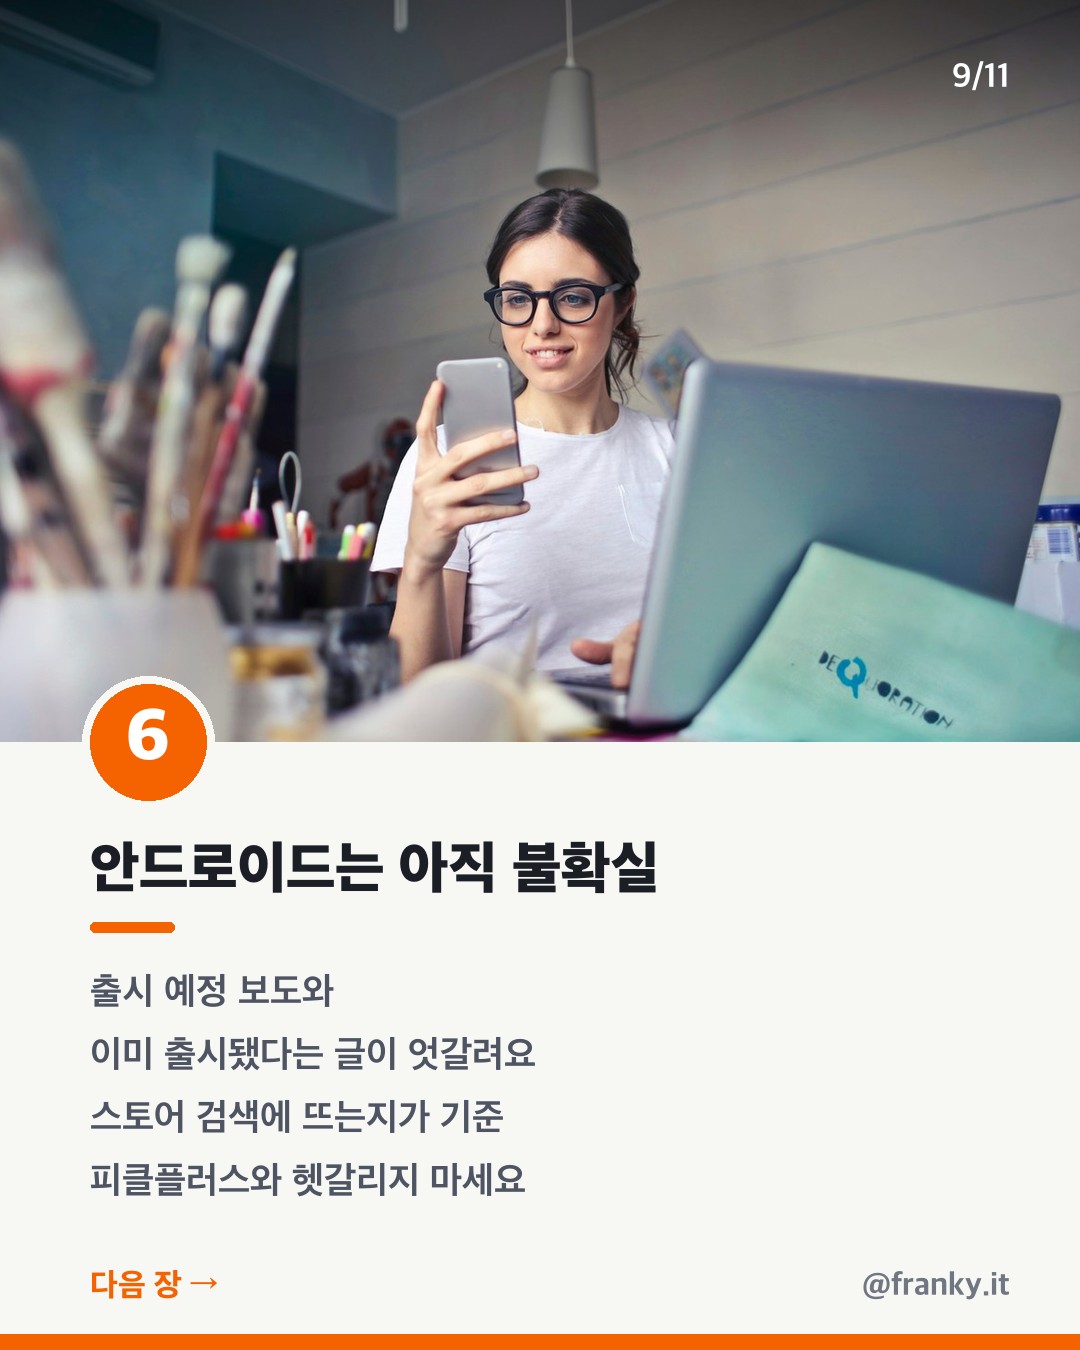 9/11
DEQUORATION
6
안드로이드는 아직 불확실
출시 예정 보도와
이미 출시됐다는 글이 엇갈려요
스토어 검색에 뜨는지가 기준
피클플러스와 헷갈리지 마세요
다음 장 →
@franky.it